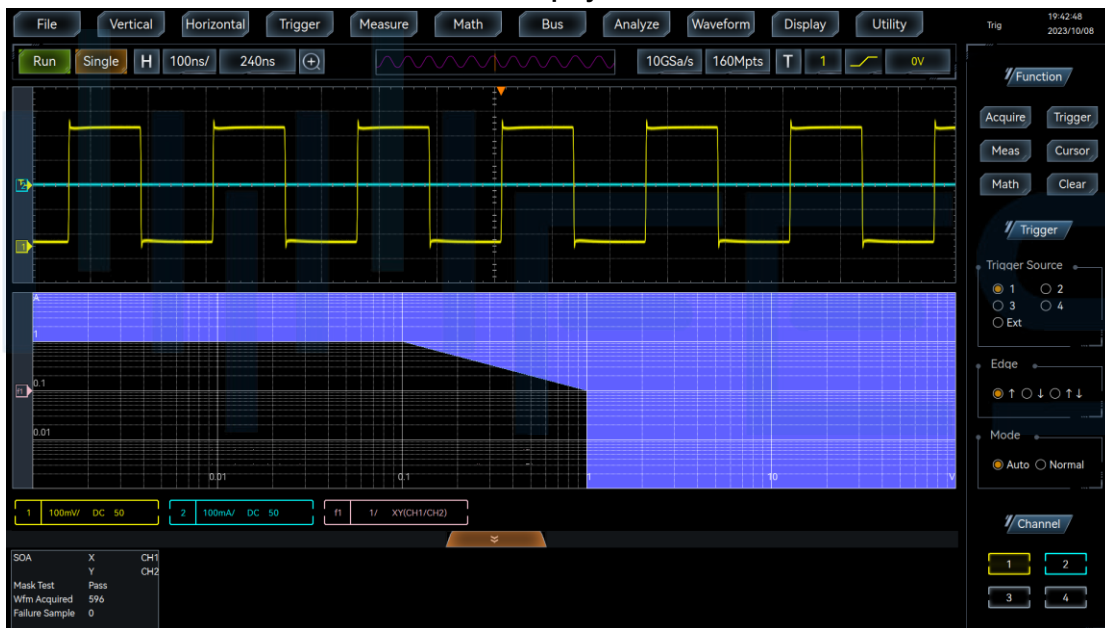 File Vertical Horizontal Trigger Measure Math Bus Analyze Waveform Display Utility Trig 19:42:48
2023/10/08
Run Single H 100ns/ 240ns 10GSa/s 160Mpts T 1 0V
Function
Acquire Trigger
Meas Cursor
Math Clear
Trigger
Trigger Source
1 2
3 4
Ext
Edge
↑ ↓ ↑↓
Mode
Auto Normal
Channel
1 2
3 4
1
A
1
0.1
f1
0.01
0.01 0.1 1 10 V
1 100mV/ DC 50 2 100mA/ DC 50 f1 1/ XY(CH1/CH2)
SOA X CH1
Y CH2
Mask Test Pass
Wfm Acquired 596
Failure Sample 0